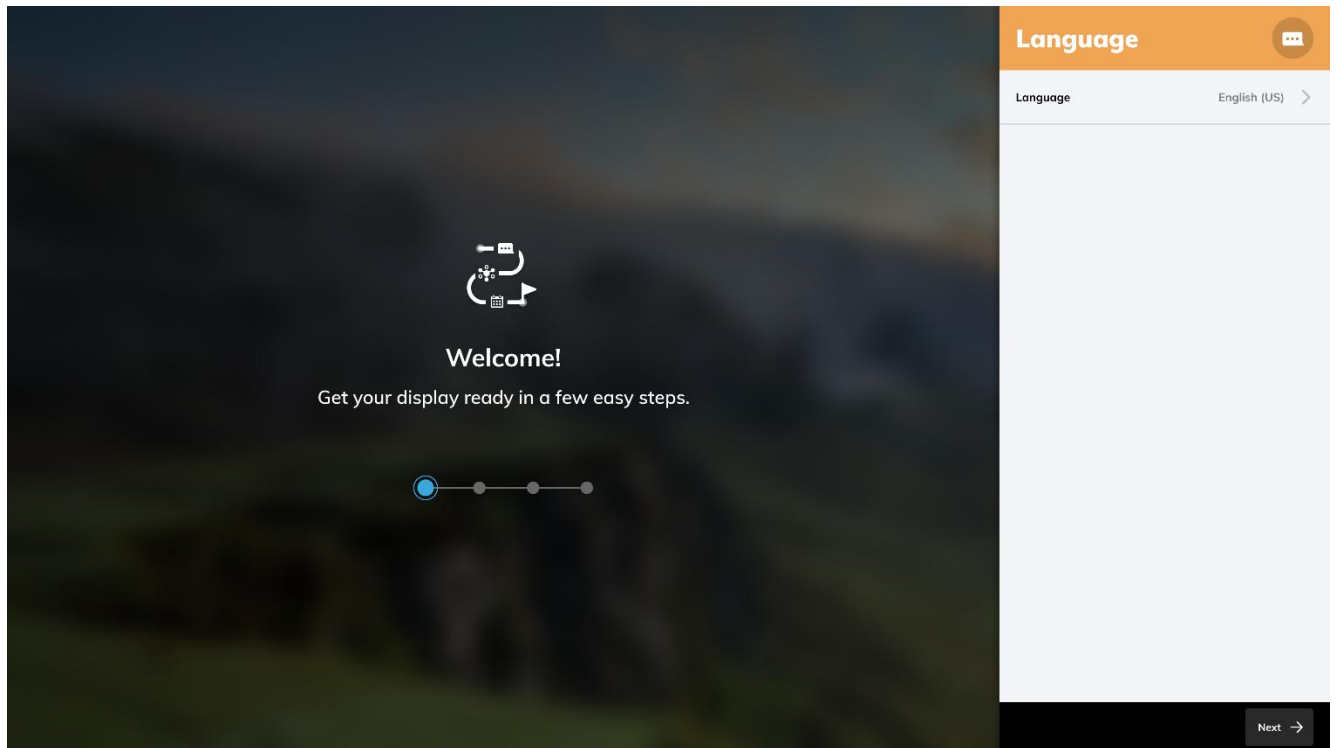 Welcome!
Get your display ready in a few easy steps.
Language
Language English (US)
Next